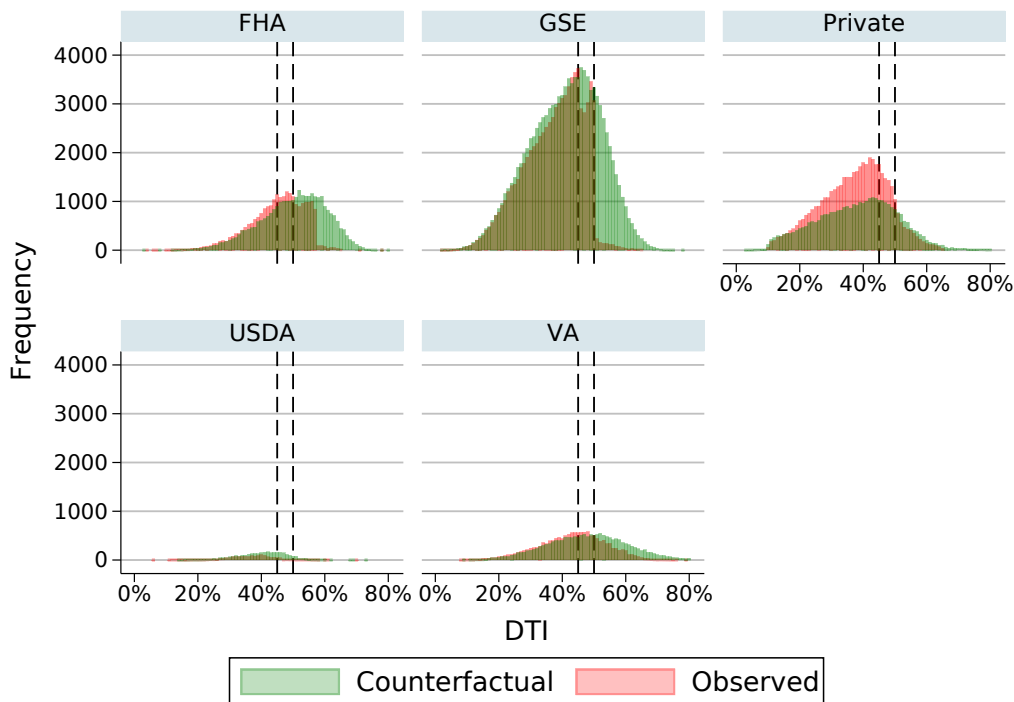 FHA GSE Private
4000
3000
2000
1000
0
0% 20% 40% 60% 80%
Frequency
USDA VA
4000
3000
2000
1000
0
0% 20% 40% 60% 80% 0% 20% 40% 60% 80%
DTI
Counterfactual Observed